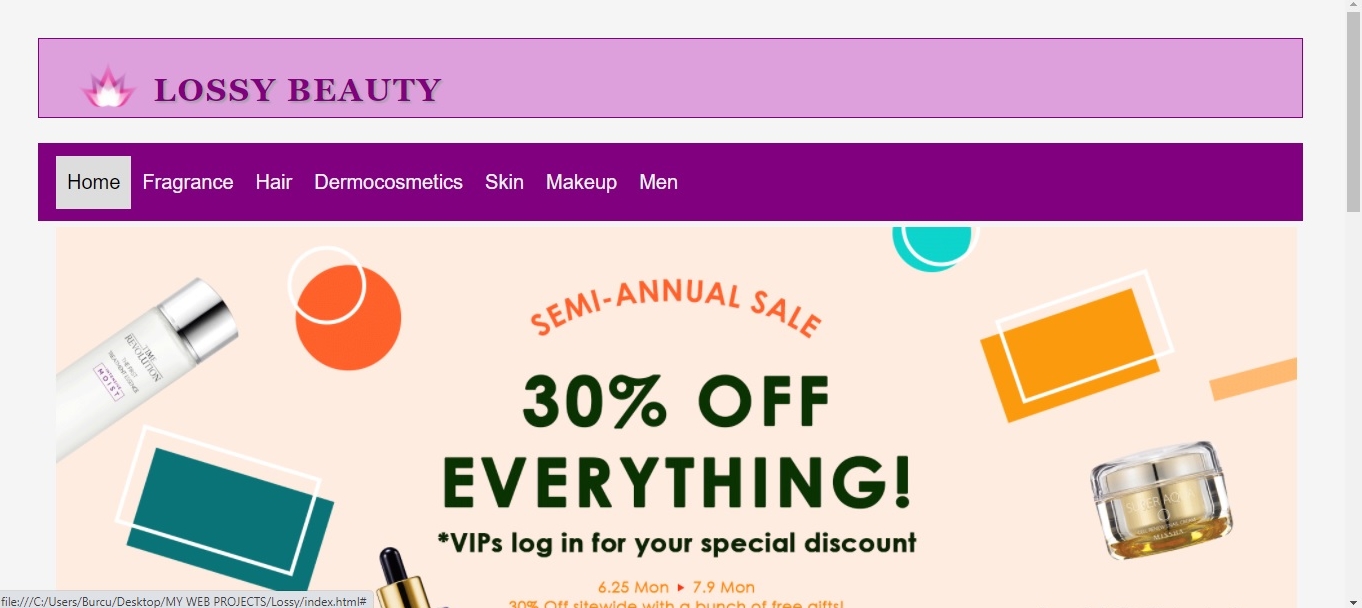 LOSSY BEAUTY
Home Fragrance Hair Dermocosmetics Skin Makeup Men
SEMI-ANNUAL SALE
30% OFF
EVERYTHING!
*VIPs log in for your special discount
6.25 Mon ▸ 7.9 Mon
30% Off sitewide with a bunch of free gifts!
TIME
REVOLUTION
THE FIRST
TREATMENT ESSENCE
INTENSIVE
MOIST
SUPER AQUA
MISSHA
file:///C:/Users/Burcu/Desktop/MY WEB PROJECTS/Lossy/index.html#